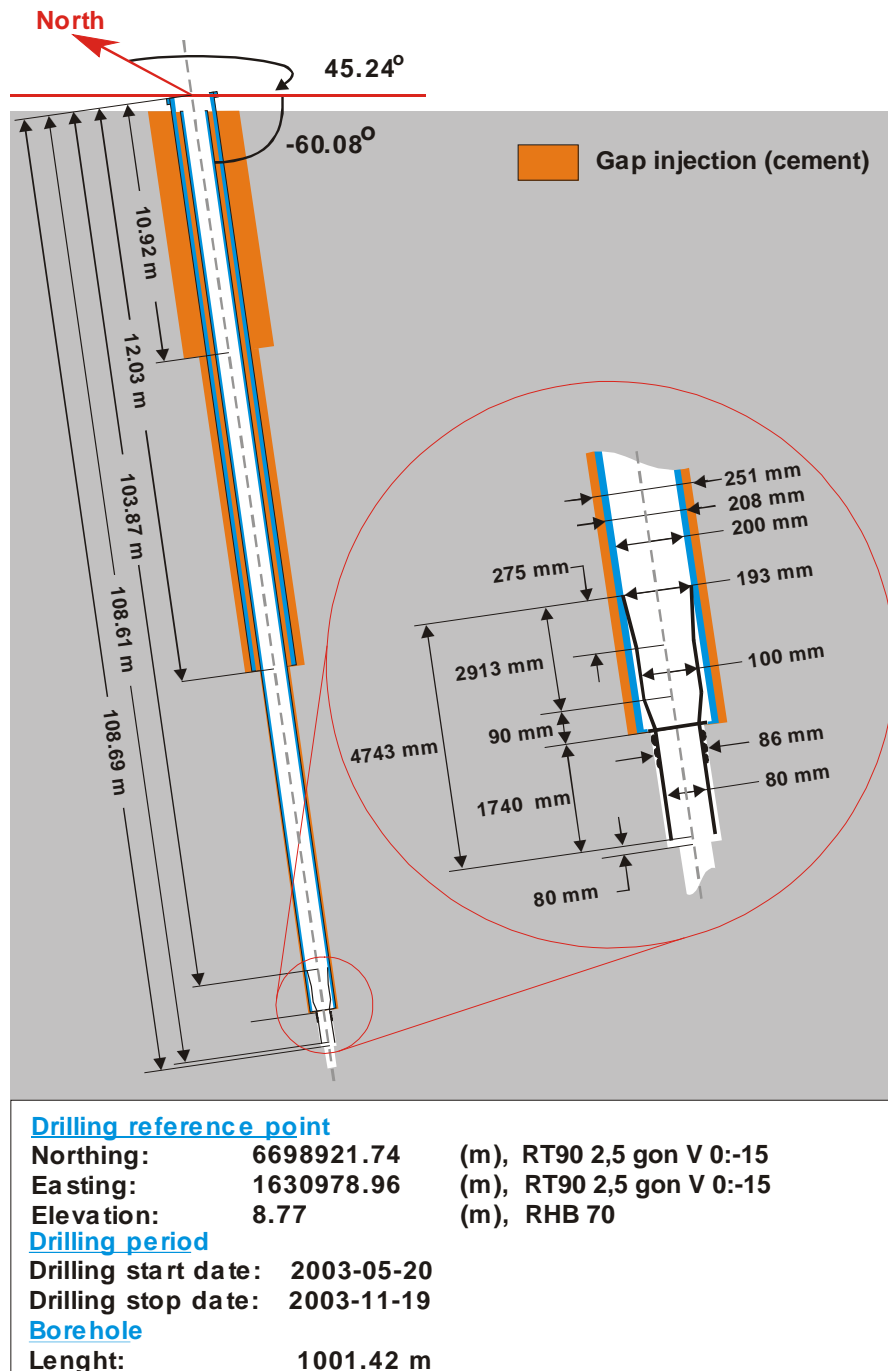 North
45.24°
-60.08°
Gap injection (cement)
10.92 m
12.03 m
103.87 m
108.61 m
108.69 m
251 mm
208 mm
200 mm
275 mm
193 mm
2913 mm
100 mm
90 mm
4743 mm
86 mm
1740 mm
80 mm
80 mm
Drilling reference point
Northing: 6698921.74 (m), RT90 2,5 gon V 0:-15
Easting: 1630978.96 (m), RT90 2,5 gon V 0:-15
Elevation: 8.77 (m), RHB 70
Drilling period
Drilling start date: 2003-05-20
Drilling stop date: 2003-11-19
Borehole
Lenght: 1001.42 m